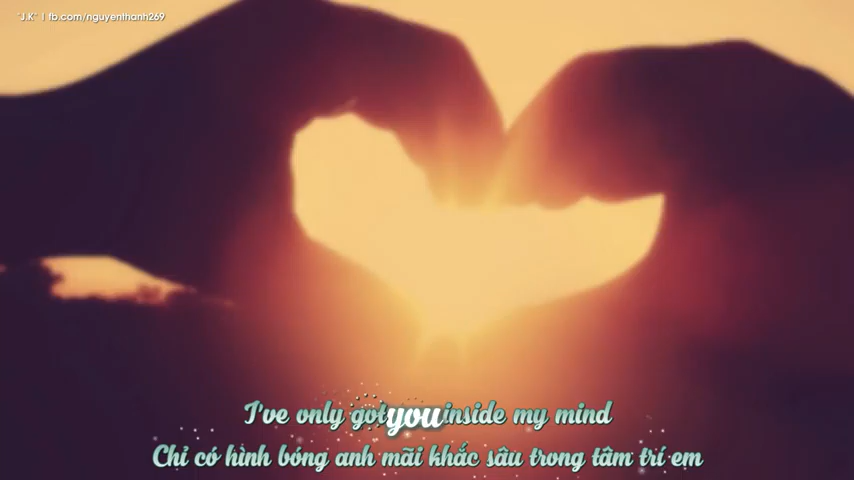 "J.K" | fb.com/nguyenthanh269
I've only got you inside my mind
Chỉ có hình bóng anh mãi khắc sâu trong tâm trí em